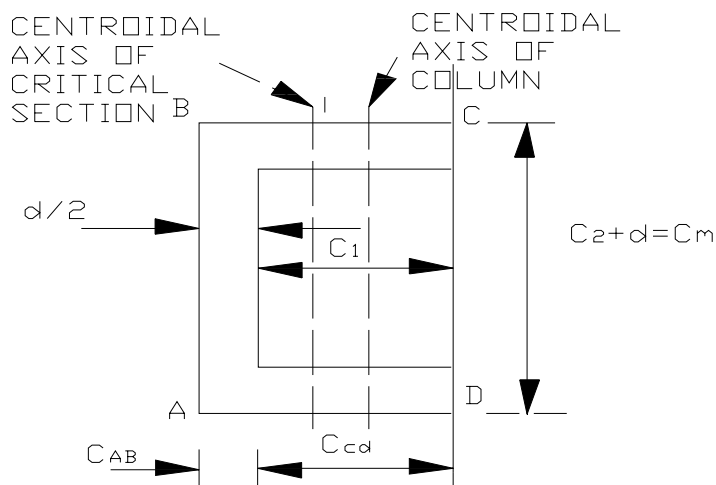 CENTROIDAL
AXIS OF
CRITICAL
SECTION
CENTROIDAL
AXIS OF
COLUMN
B
I
C
d/2
C1
C2+d=Cm
A
D
CAB
Ccd